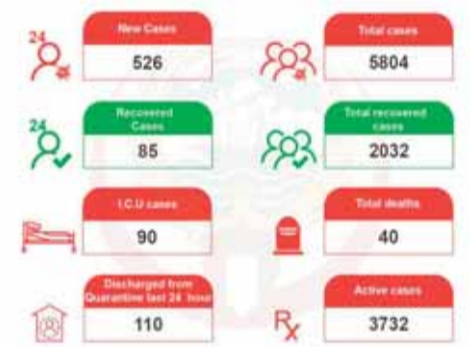 24
New Cases
526
Total cases
5804
24
Recovered
Cases
85
Total recovered
cases
2032
I.C.U cases
90
Total deaths
40
Discharged from
Quarantine last 24 hour
110
Rx
Active cases
3732